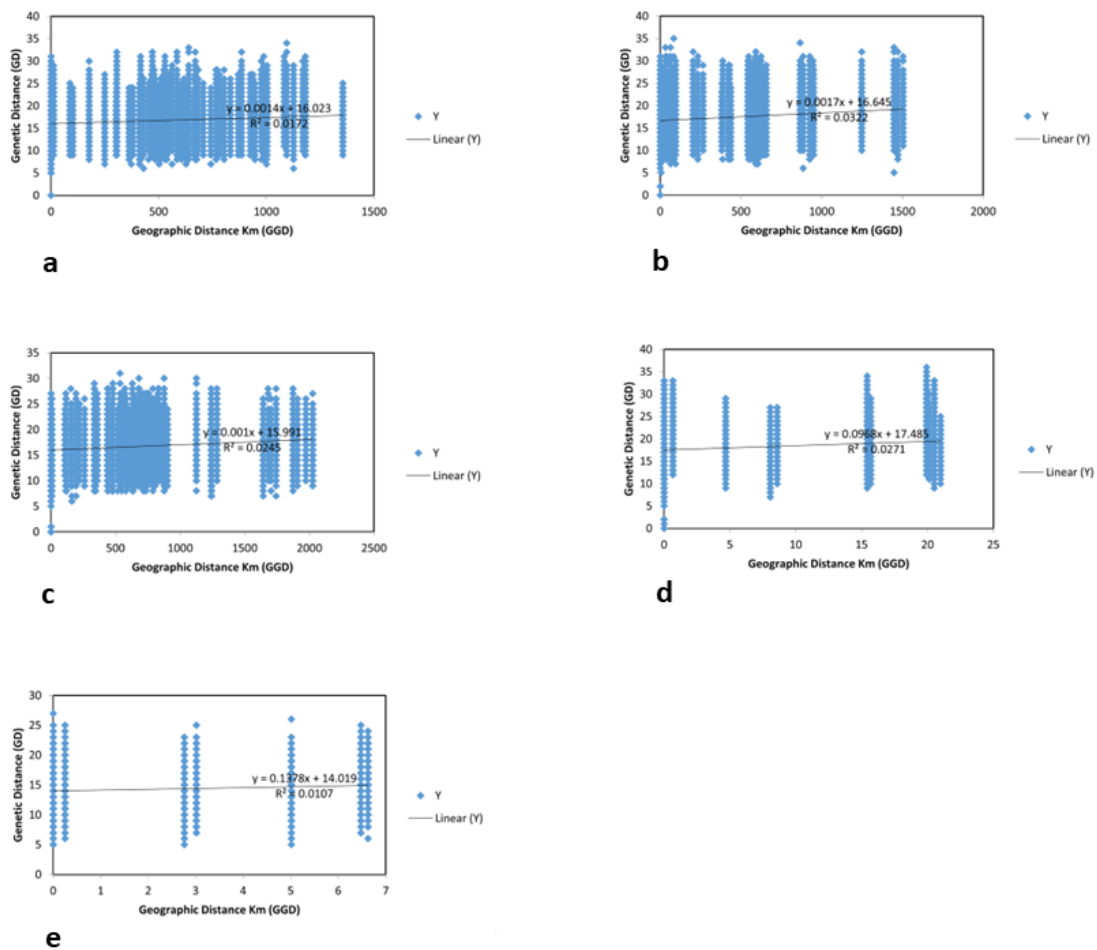 40
35
30
25
20
15
10
5
0
Genetic Distance (GD)
y = 0.0014x + 16.023
R² = 0.0172
0 500 1000 1500
Geographic Distance Km (GGD)
Y
Linear (Y)
a
40
35
30
25
20
15
10
5
0
Genetic Distance (GD)
y = 0.0017x + 16.645
R² = 0.0322
0 500 1000 1500 2000
Geographic Distance Km (GGD)
Y
Linear (Y)
b
35
30
25
20
15
10
5
0
Genetic Distance (GD)
y = 0.001x + 15.991
R² = 0.0245
0 500 1000 1500 2000 2500
Geographic Distance Km (GGD)
Y
Linear (Y)
c
40
35
30
25
20
15
10
5
0
Genetic Distance (GD)
y = 0.0968x + 17.485
R² = 0.0271
0 5 10 15 20 25
Geographic Distance Km (GGD)
Y
Linear (Y)
d
30
25
20
15
10
5
0
Genetic Distance (GD)
y = 0.1378x + 14.019
R² = 0.0107
0 1 2 3 4 5 6 7
Geographic Distance Km (GGD)
Y
Linear (Y)
e